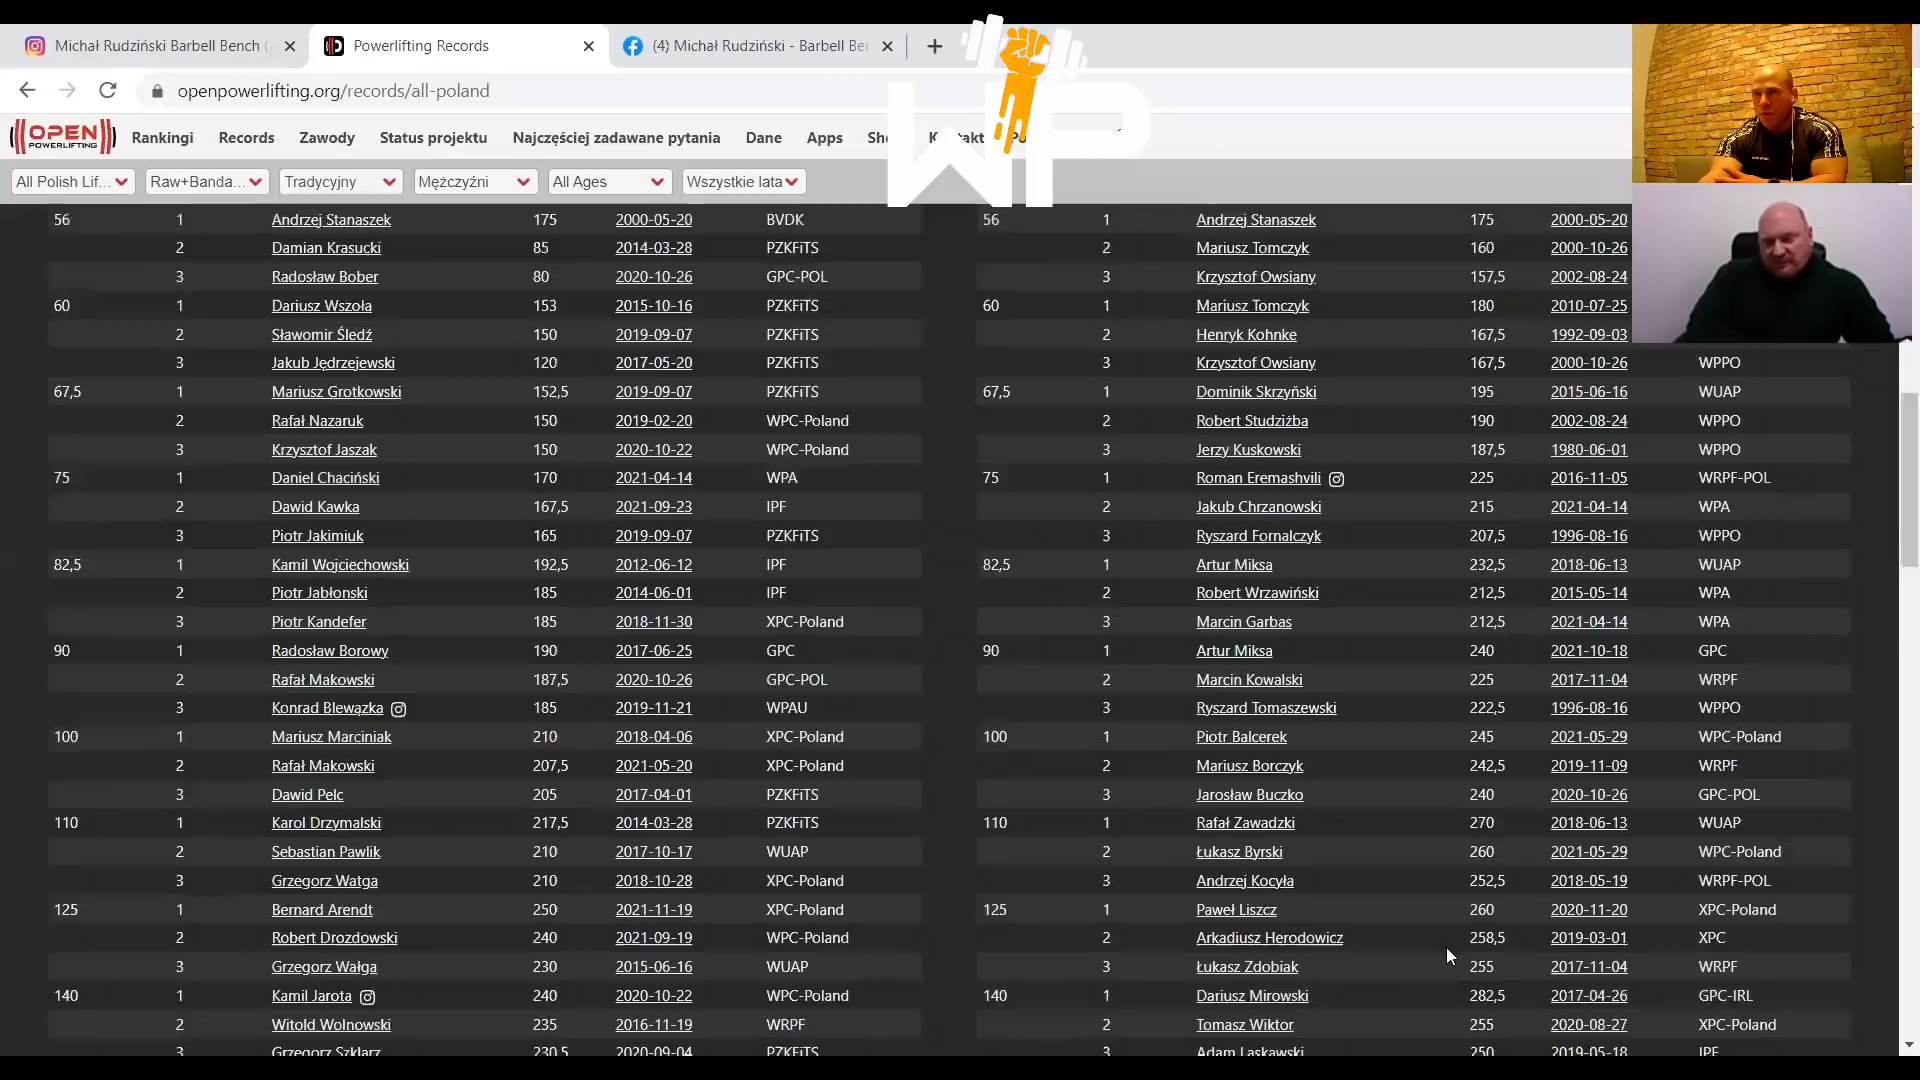 Michał Rudziński Barbell Bench (
Powerlifting Records
(4) Michał Rudziński - Barbell Be
openpowerlifting.org/records/all-poland
OPEN POWERLIFTING
Rankingi Records Zawody Status projektu Najczęściej zadawane pytania Dane Apps
WP
All Polish Lif... Raw+Banda... Tradycyjny Mężczyźni All Ages Wszystkie lata
56 1 Andrzej Stanaszek 175 2000-05-20 BVDK
2 Damian Krasucki 85 2014-03-28 PZKFiTS
3 Radosław Bober 80 2020-10-26 GPC-POL
60 1 Dariusz Wszoła 153 2015-10-16 PZKFiTS
2 Sławomir Śledź 150 2019-09-07 PZKFiTS
3 Jakub Jędrzejewski 120 2017-05-20 PZKFiTS
67,5 1 Mariusz Grotkowski 152,5 2019-09-07 PZKFiTS
2 Rafał Nazaruk 150 2019-02-20 WPC-Poland
3 Krzysztof Jaszak 150 2020-10-22 WPC-Poland
75 1 Daniel Chaciński 170 2021-04-14 WPA
2 Dawid Kawka 167,5 2021-09-23 IPF
3 Piotr Jakimiuk 165 2019-09-07 PZKFiTS
82,5 1 Kamil Wojciechowski 192,5 2012-06-12 IPF
2 Piotr Jabłonski 185 2014-06-01 IPF
3 Piotr Kandefer 185 2018-11-30 XPC-Poland
90 1 Radosław Borowy 190 2017-06-25 GPC
2 Rafał Makowski 187,5 2020-10-26 GPC-POL
3 Konrad Blewązka 185 2019-11-21 WPAU
100 1 Mariusz Marciniak 210 2018-04-06 XPC-Poland
2 Rafał Makowski 207,5 2021-05-20 XPC-Poland
3 Dawid Pelc 205 2017-04-01 PZKFiTS
110 1 Karol Drzymalski 217,5 2014-03-28 PZKFiTS
2 Sebastian Pawlik 210 2017-10-17 WUAP
3 Grzegorz Watga 210 2018-10-28 XPC-Poland
125 1 Bernard Arendt 250 2021-11-19 XPC-Poland
2 Robert Drozdowski 240 2021-09-19 WPC-Poland
3 Grzegorz Wałga 230 2015-06-16 WUAP
140 1 Kamil Jarota 240 2020-10-22 WPC-Poland
2 Witold Wolnowski 235 2016-11-19 WRPF
3 Grzegorz Szklarz 230,5 2020-09-04 PZKFiTS
56 1 Andrzej Stanaszek 175 2000-05-20
2 Mariusz Tomczyk 160 2000-10-26
3 Krzysztof Owsiany 157,5 2002-08-24
60 1 Mariusz Tomczyk 180 2010-07-25
2 Henryk Kohnke 167,5 1992-09-03
3 Krzysztof Owsiany 167,5 2000-10-26 WPPO
67,5 1 Dominik Skrzyński 195 2015-06-16 WUAP
2 Robert Studziżba 190 2002-08-24 WPPO
3 Jerzy Kuskowski 187,5 1980-06-01 WPPO
75 1 Roman Eremashvili 225 2016-11-05 WRPF-POL
2 Jakub Chrzanowski 215 2021-04-14 WPA
3 Ryszard Fornalczyk 207,5 1996-08-16 WPPO
82,5 1 Artur Miksa 232,5 2018-06-13 WUAP
2 Robert Wrzawiński 212,5 2015-05-14 WPA
3 Marcin Garbas 212,5 2021-04-14 WPA
90 1 Artur Miksa 240 2021-10-18 GPC
2 Marcin Kowalski 225 2017-11-04 WRPF
3 Ryszard Tomaszewski 222,5 1996-08-16 WPPO
100 1 Piotr Balcerek 245 2021-05-29 WPC-Poland
2 Mariusz Borczyk 242,5 2019-11-09 WRPF
3 Jarosław Buczko 240 2020-10-26 GPC-POL
110 1 Rafał Zawadzki 270 2018-06-13 WUAP
2 Łukasz Byrski 260 2021-05-29 WPC-Poland
3 Andrzej Kocyła 252,5 2018-05-19 WRPF-POL
125 1 Paweł Liszcz 260 2020-11-20 XPC-Poland
2 Arkadiusz Herodowicz 258,5 2019-03-01 XPC
3 Łukasz Zdobiak 255 2017-11-04 WRPF
140 1 Dariusz Mirowski 282,5 2017-04-26 GPC-IRL
2 Tomasz Wiktor 255 2020-08-27 XPC-Poland
3 Adam Laskawski 250 2019-05-18 IPF